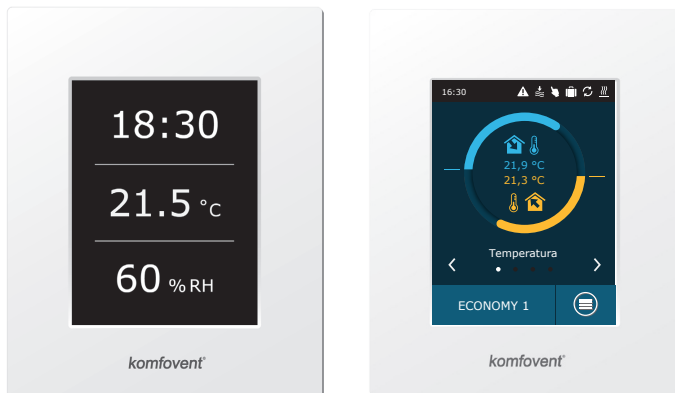 18:30
21.5 °C
60 % RH
komfovent
16:30
21,9 °C
21,3 °C
Temperatura
ECONOMY 1
komfovent